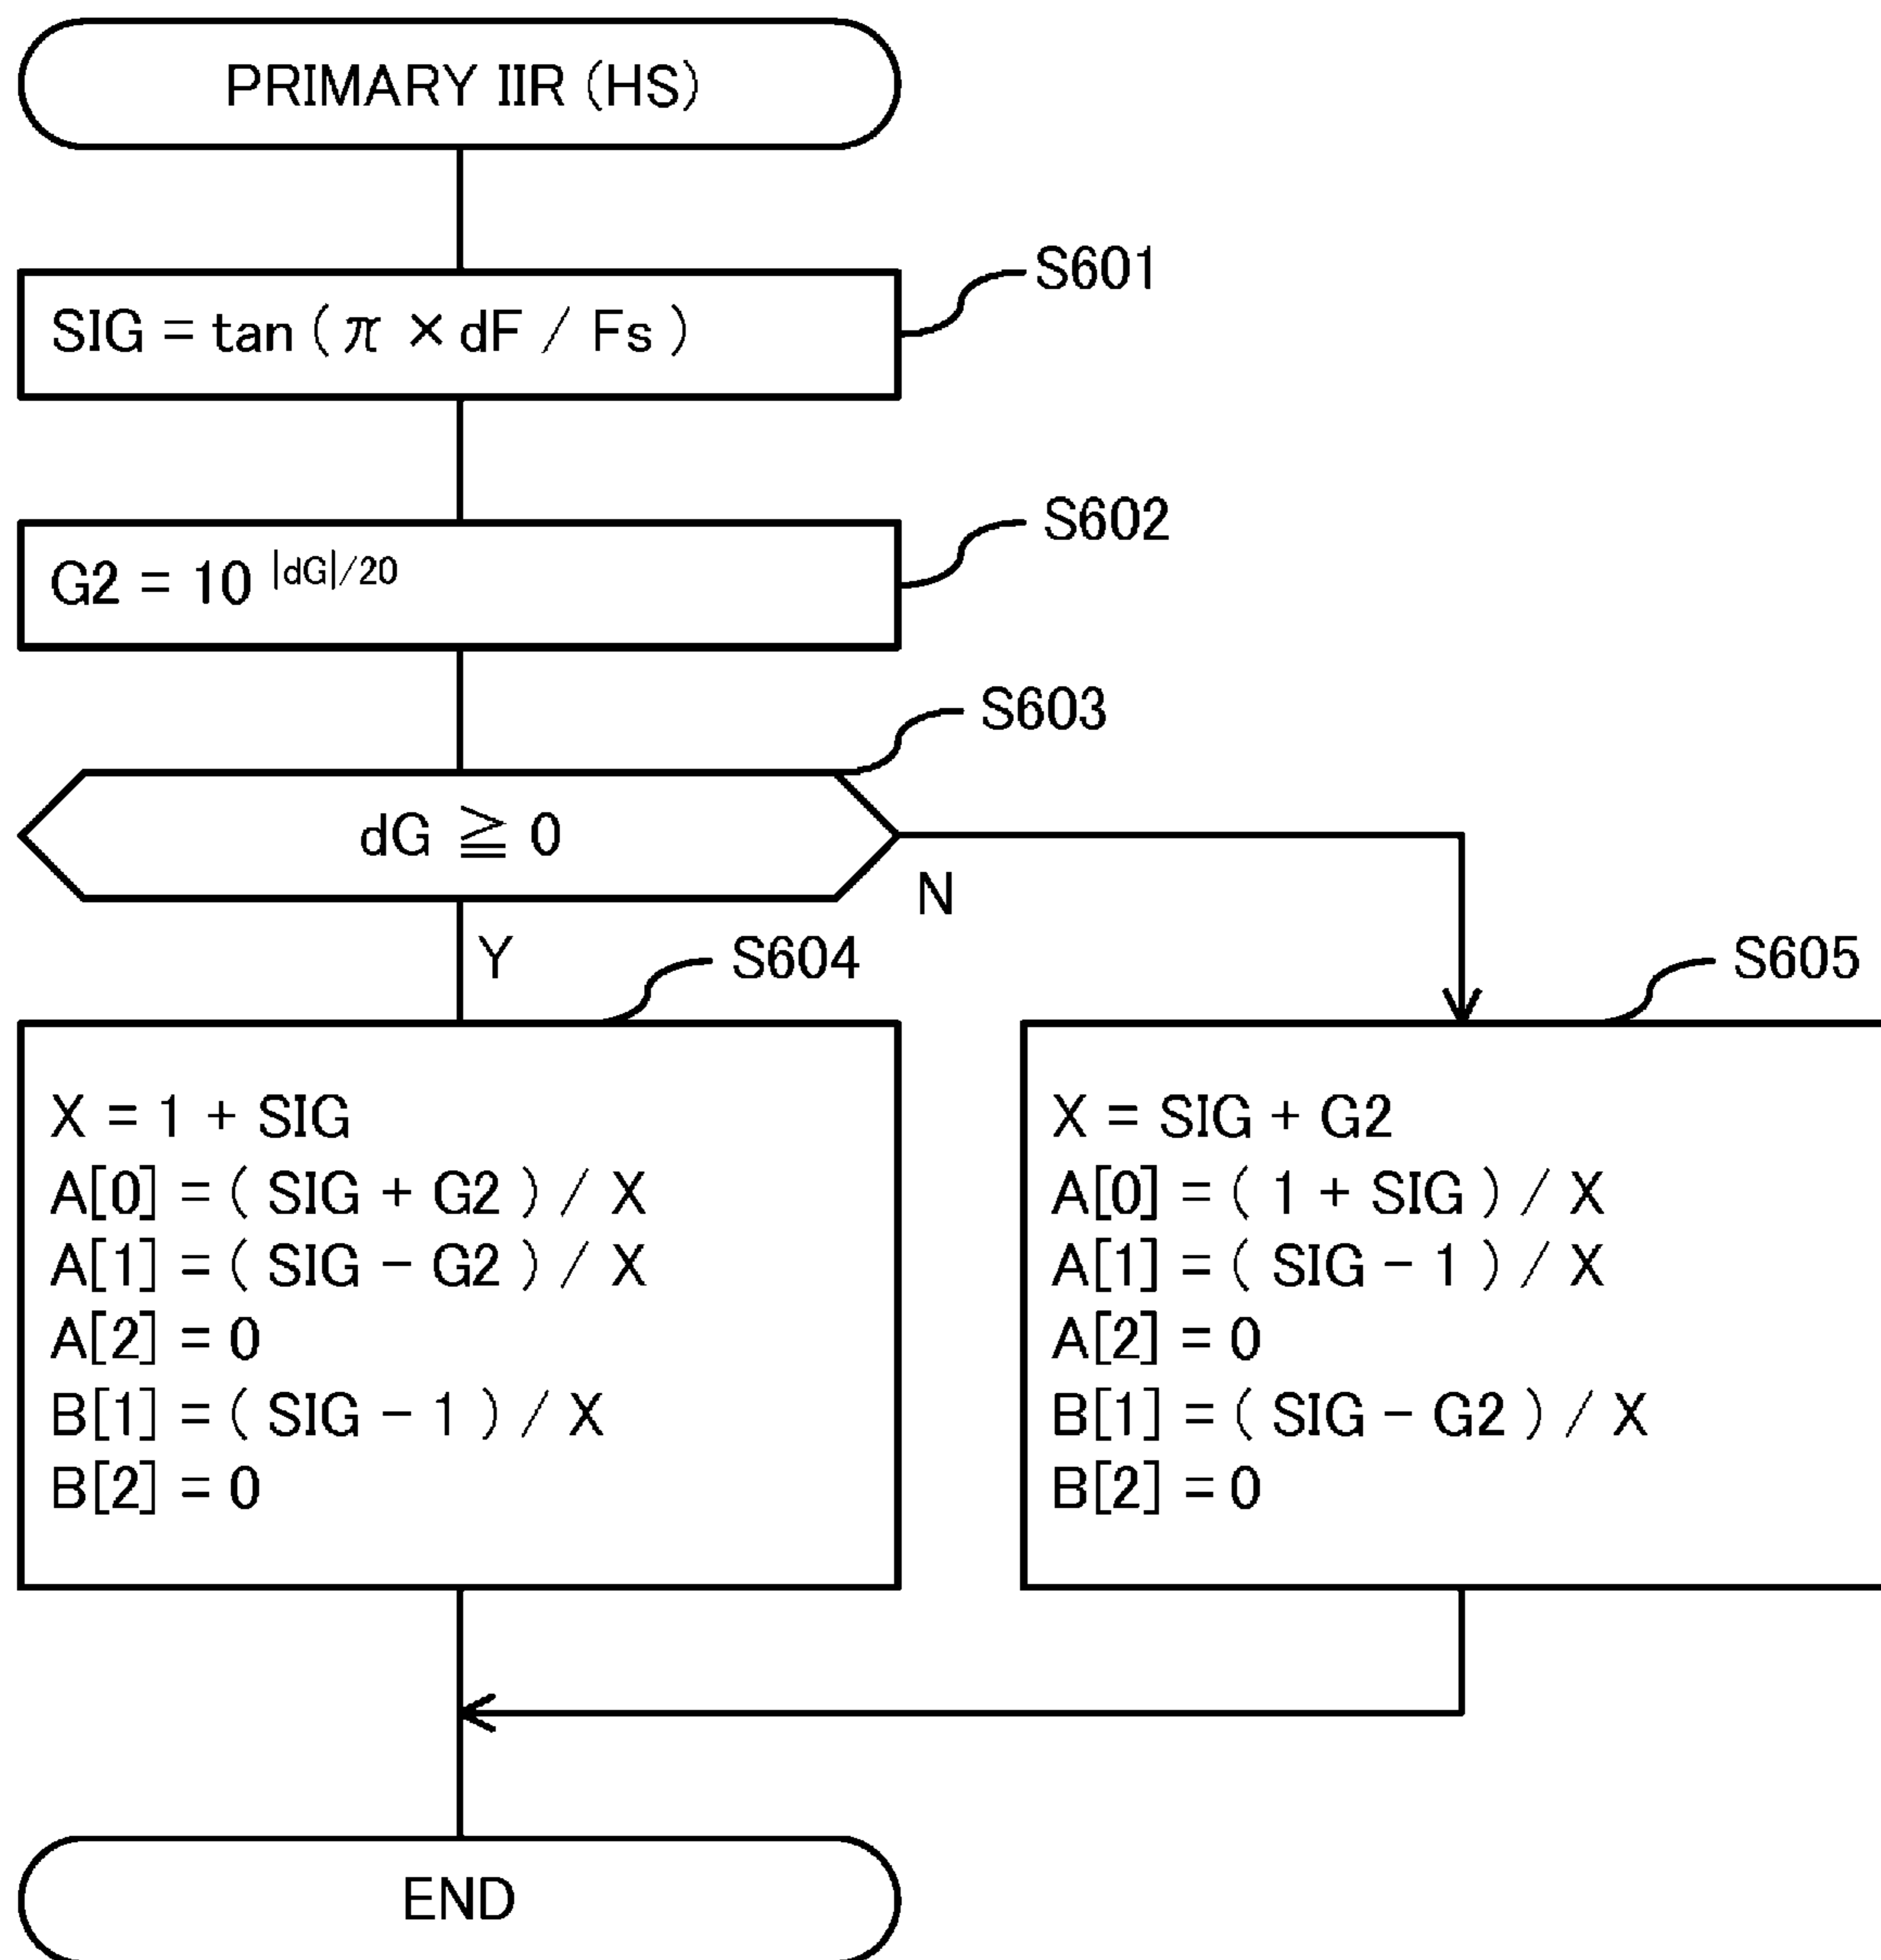 PRIMARY IIR (HS)
S601
SIG = tan ( π × dF / Fs )
S602
G2 = 10 |dG|/20
S603
dG ≧ 0
N
Y
S604
X = 1 + SIG
A[0] = ( SIG + G2 ) / X
A[1] = ( SIG − G2 ) / X
A[2] = 0
B[1] = ( SIG − 1 ) / X
B[2] = 0
S605
X = SIG + G2
A[0] = ( 1 + SIG ) / X
A[1] = ( SIG − 1 ) / X
A[2] = 0
B[1] = ( SIG − G2 ) / X
B[2] = 0
END